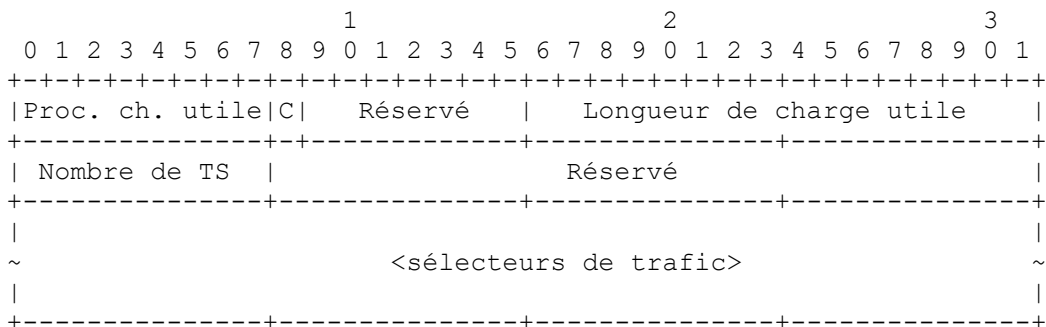 1                   2                   3
 0 1 2 3 4 5 6 7 8 9 0 1 2 3 4 5 6 7 8 9 0 1 2 3 4 5 6 7 8 9 0 1
+-+-+-+-+-+-+-+-+-+-+-+-+-+-+-+-+-+-+-+-+-+-+-+-+-+-+-+-+-+-+-+-+
|Proc. ch. utile|C|   Réservé   |   Longueur de charge utile    |
+---------------+-+-------------+---------------+---------------+
| Nombre de TS  |                  Réservé                      |
+---------------+---------------+---------------+---------------+
|                                                               |
~                       <sélecteurs de trafic>                  ~
|                                                               |
+---------------+---------------+---------------+---------------+